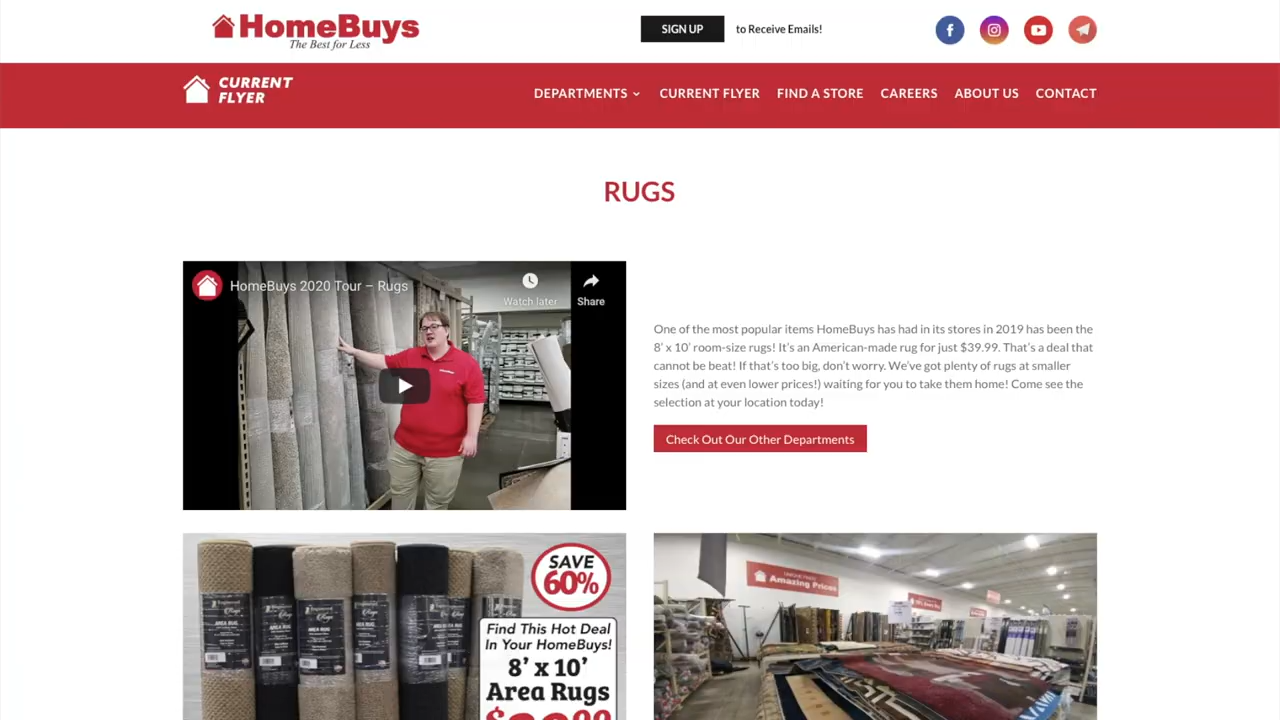 HomeBuys
The Best for Less
SIGN UP to Receive Emails!
CURRENT
FLYER
DEPARTMENTS CURRENT FLYER FIND A STORE CAREERS ABOUT US CONTACT
RUGS
HomeBuys 2020 Tour – Rugs
Watch later
Share
One of the most popular items HomeBuys has had in its stores in 2019 has been the
8’ x 10’ room-size rugs! It’s an American-made rug for just $39.99. That’s a deal that
cannot be beat! If that’s too big, don’t worry. We’ve got plenty of rugs at smaller
sizes (and at even lower prices!) waiting for you to take them home! Come see the
selection at your location today!
Check Out Our Other Departments
SAVE
60%
Find This Hot Deal
In Your HomeBuys!
8’ x 10’
Area Rugs
Rugs
AREA RUG
Amazing Prices